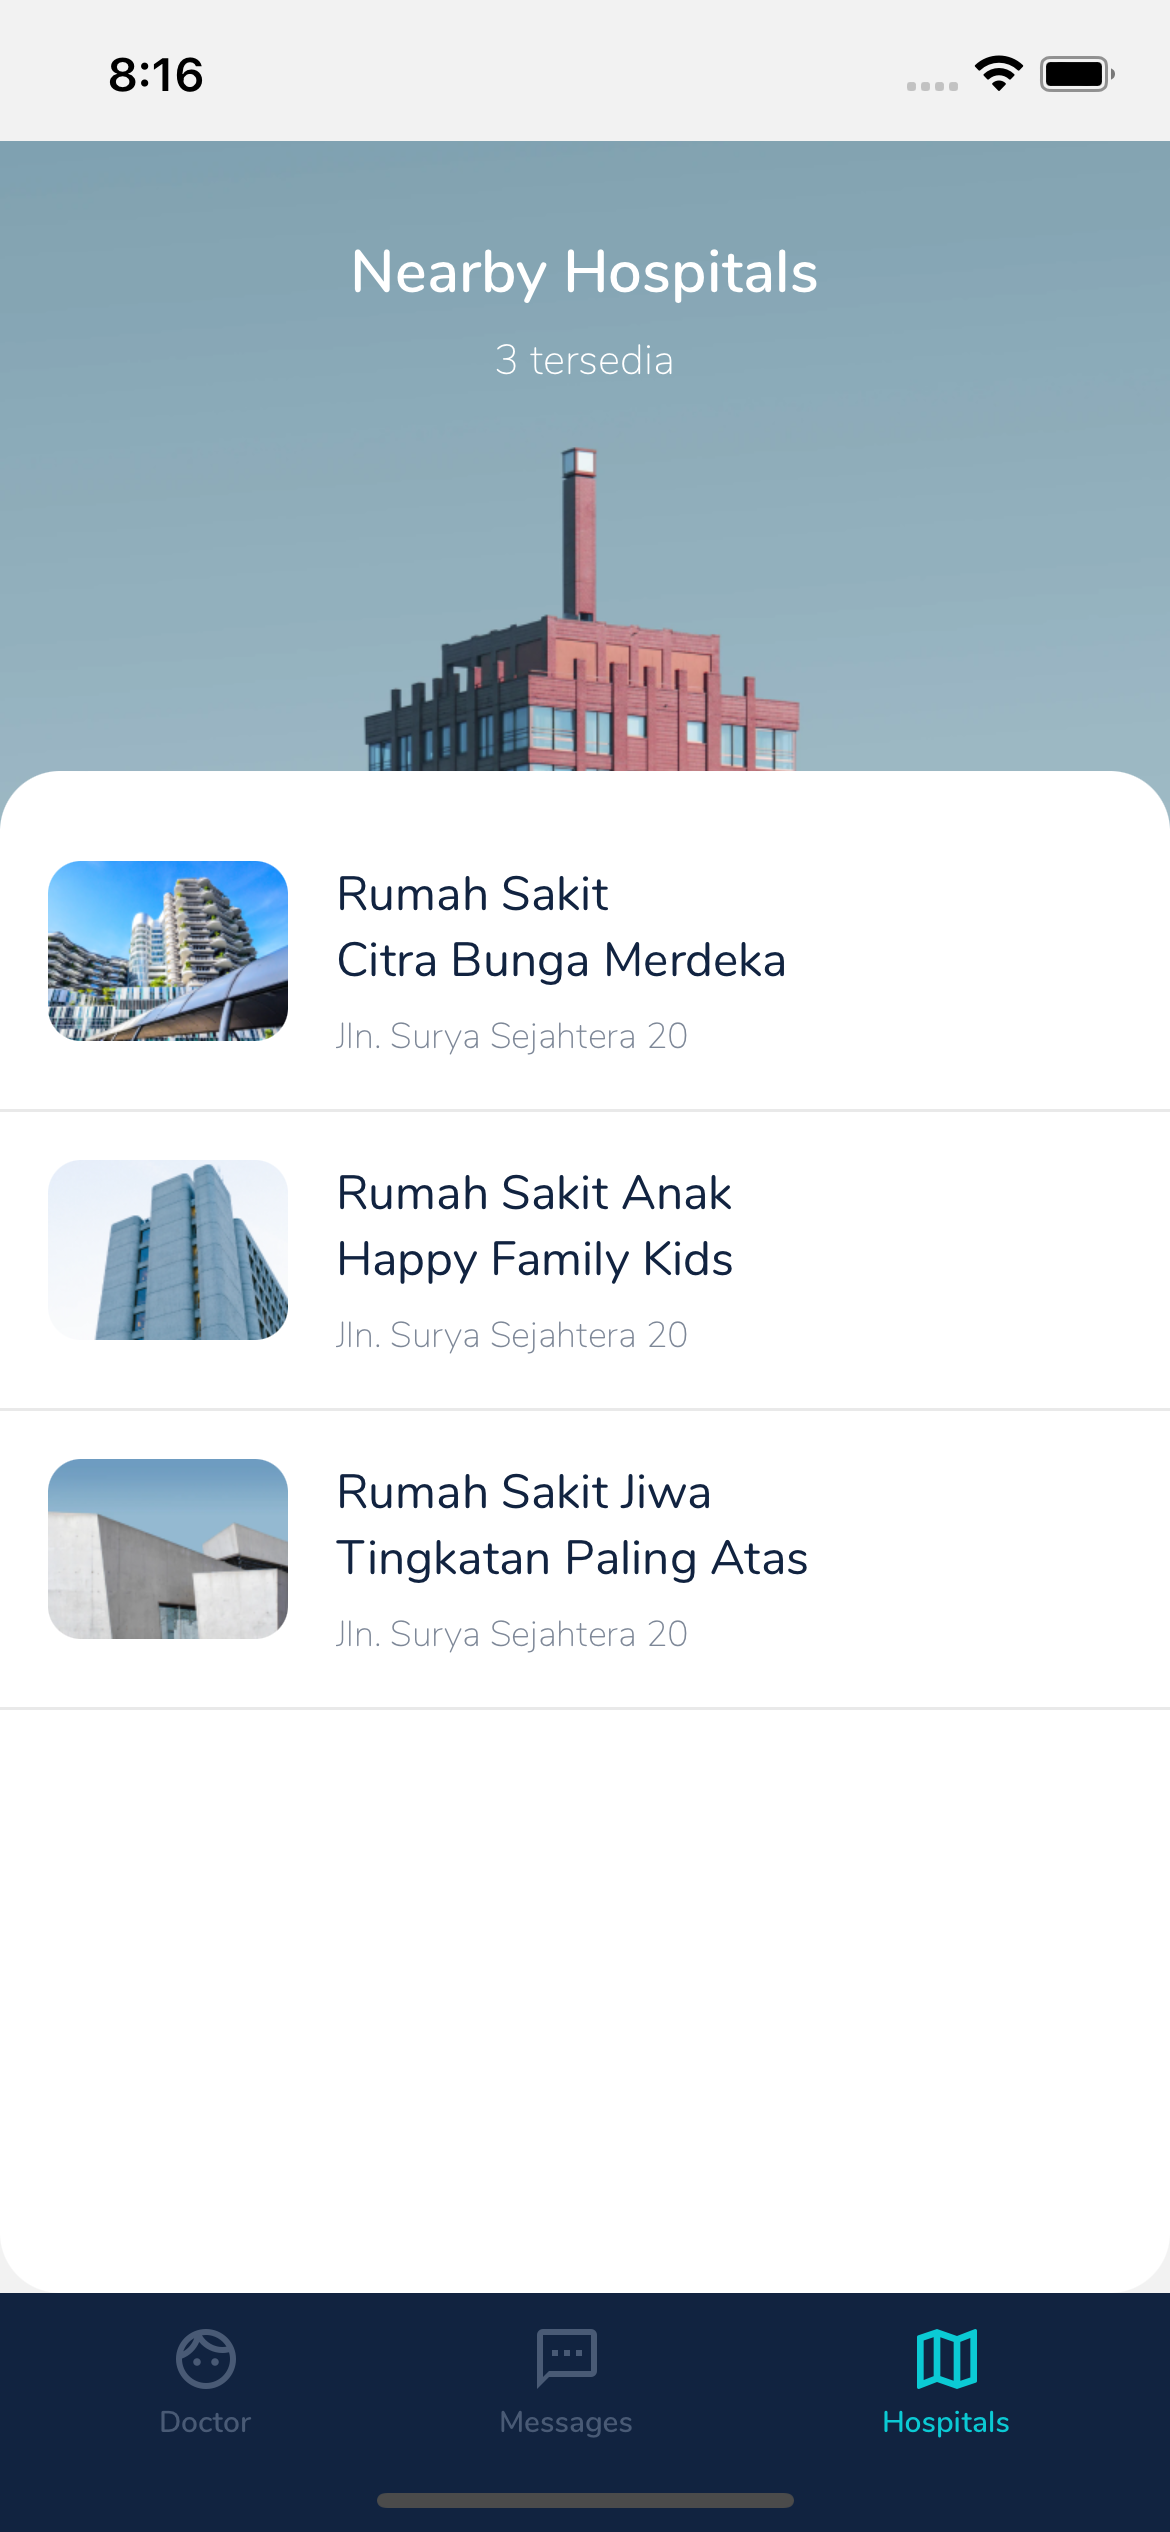 8:16
Nearby Hospitals
3 tersedia
Rumah Sakit
Citra Bunga Merdeka
Jln. Surya Sejahtera 20
Rumah Sakit Anak
Happy Family Kids
Jln. Surya Sejahtera 20
Rumah Sakit Jiwa
Tingkatan Paling Atas
Jln. Surya Sejahtera 20
Doctor
Messages
Hospitals